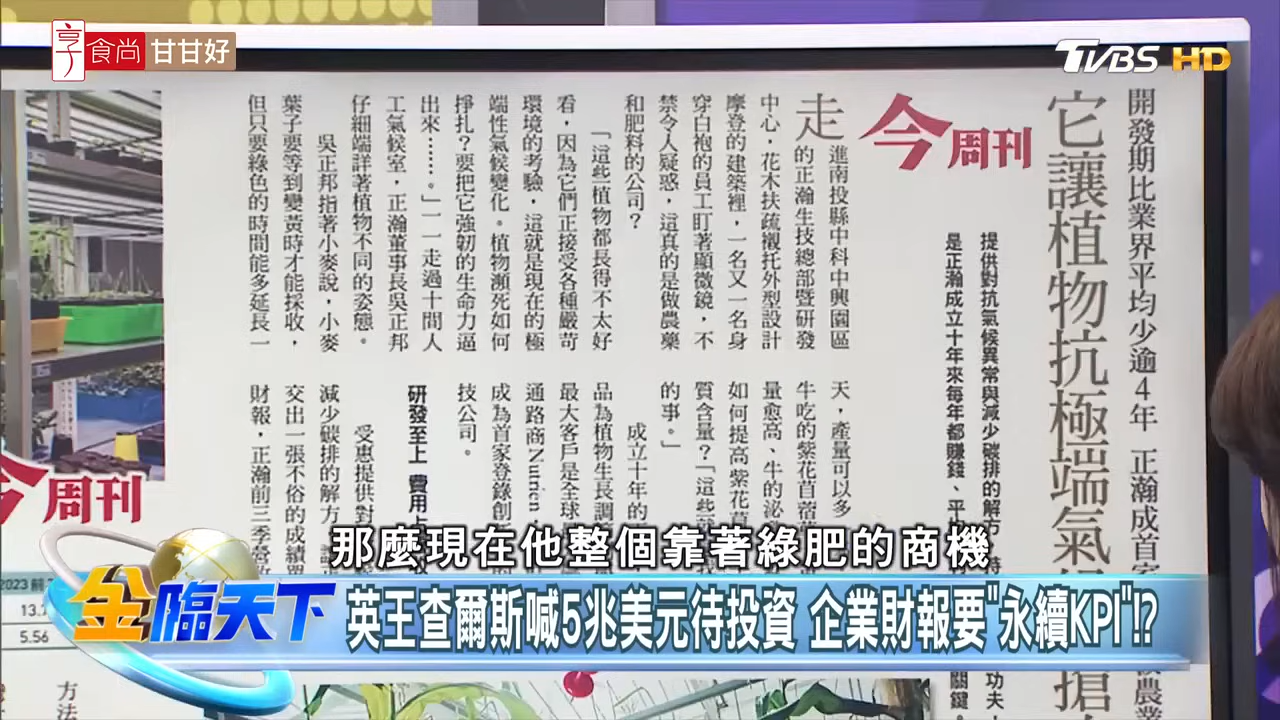 享
食尚 甘甘好
TVBS HD
今周刊
開發期比業界平均少逾4年 正瀚成首家
它讓植物抗極端氣
搶
提供對抗氣候異常與減少碳排的解方
是正瀚成立十年來每年都賺錢、平
走進南投縣中科中興園區
的正瀚生技總部暨研發
中心，花木扶疏襯托外型設計
摩登的建築裡，一名又一名身
穿白袍的員工盯著顯微鏡，不
禁令人疑惑，這真的是做農藥
和肥料的公司？
「這些植物都長得不太好
看，因為它們正接受各種嚴苛
環境的考驗，這就是現在的極
端性氣候變化。植物瀕死如何
掙扎？要把它強韌的生命力逼
出來……。」一一走過十間人
工氣候室，正瀚董事長吳正邦
仔細端詳著植物不同的姿態。
吳正邦指著小麥說，小麥
葉子要等到變黃時才能採收，
但只要綠色的時間能多延長一
天，產量可以多
牛吃的紫花苜蓿
量愈高、牛的泌
如何提高紫花
質含量？「這些
的事。」
成立十年的
品為植物生長調
最大客戶是全球
通路商Nutrien
成為首家登錄創
技公司。
研發至上 費用
受惠提供對
減少碳排的解方
交出一張不俗的成績單
財報，正瀚前三季營
周刊
2023前
13.
5.56
方法
功夫，
關鍵。
那麼現在他整個靠著綠肥的商機
金臨天下
英王查爾斯喊5兆美元待投資 企業財報要"永續KPI"!?